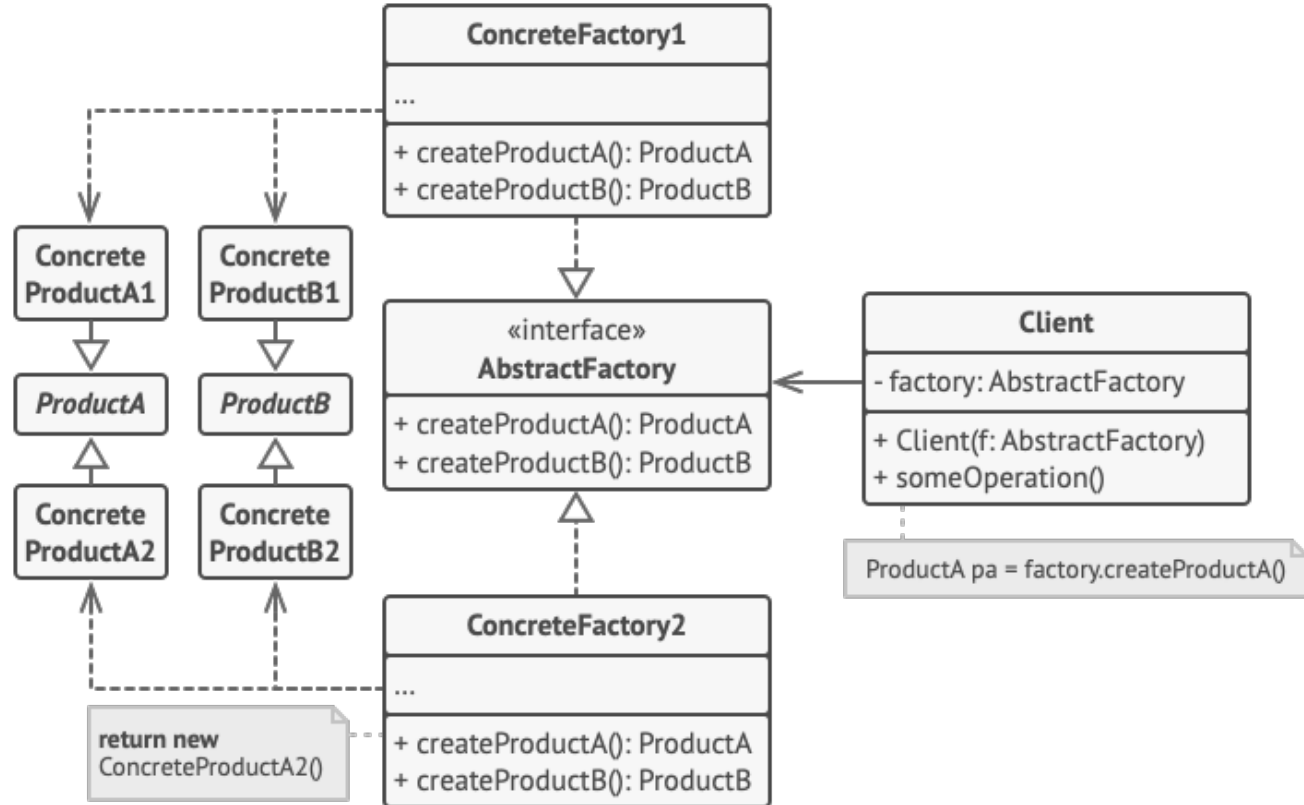 ConcreteFactory1
...
+ createProductA(): ProductA
+ createProductB(): ProductB
Concrete
ProductA1
Concrete
ProductB1
ProductA
ProductB
Concrete
ProductA2
Concrete
ProductB2
«interface»
AbstractFactory
+ createProductA(): ProductA
+ createProductB(): ProductB
Client
- factory: AbstractFactory
+ Client(f: AbstractFactory)
+ someOperation()
ProductA pa = factory.createProductA()
ConcreteFactory2
...
+ createProductA(): ProductA
+ createProductB(): ProductB
return new
ConcreteProductA2()